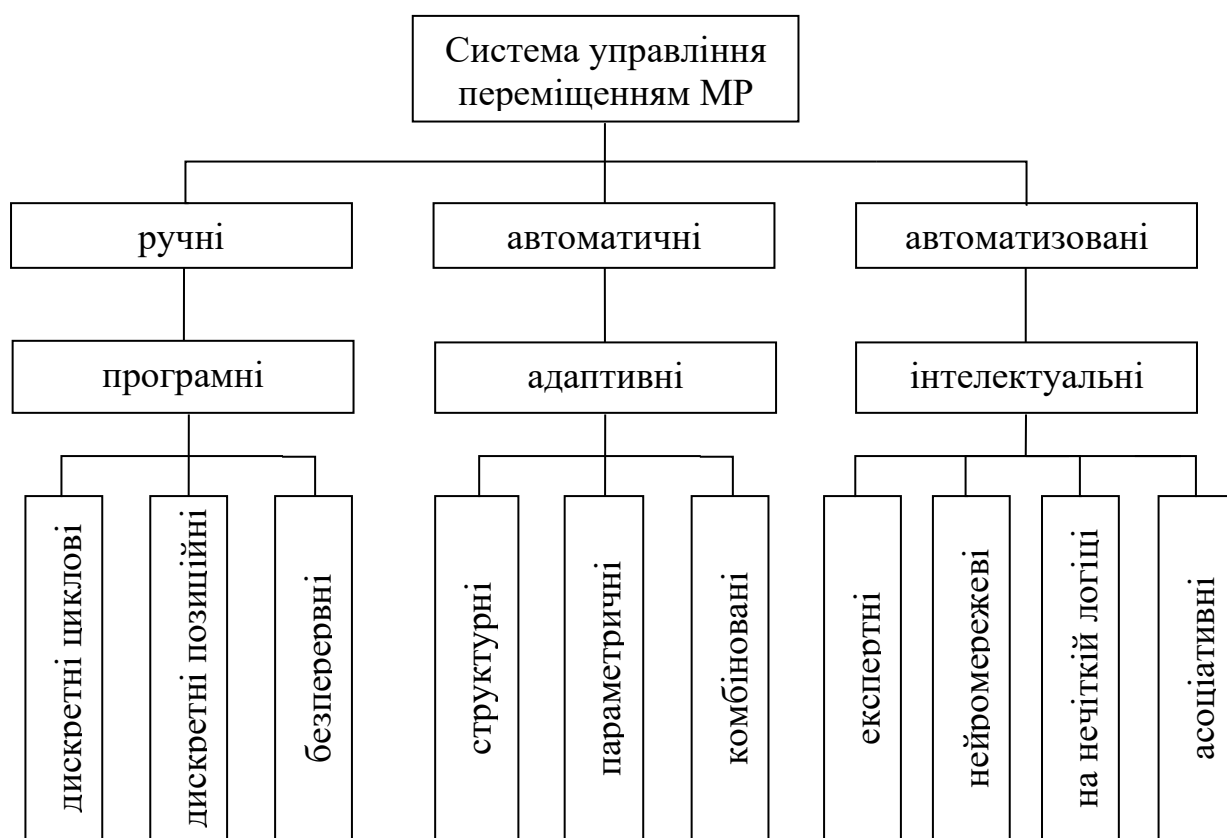 Система управління
переміщенням МР
ручні
автоматичні
автоматизовані
програмні
адаптивні
інтелектуальні
дискретні циклові
дискретні позиційні
безперервні
структурні
параметричні
комбіновані
експертні
нейромережеві
на нечіткій логіці
асоціативні